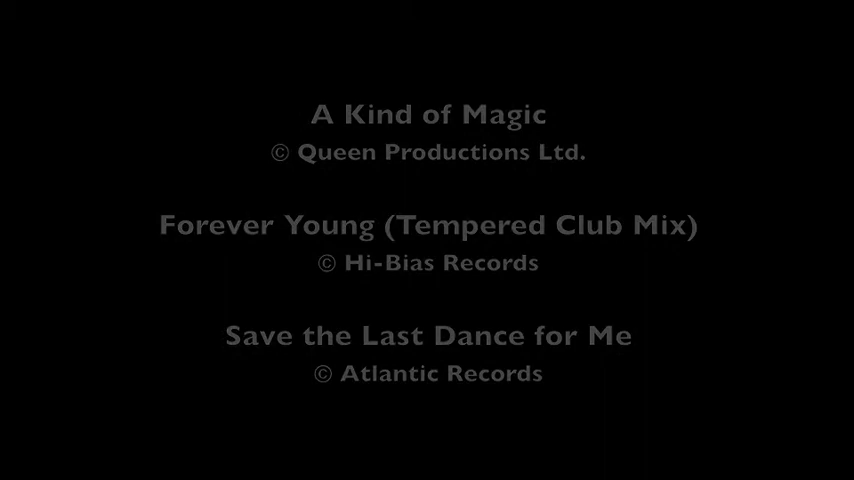 A Kind of Magic
© Queen Productions Ltd.
Forever Young (Tempered Club Mix)
© Hi-Bias Records
Save the Last Dance for Me
© Atlantic Records